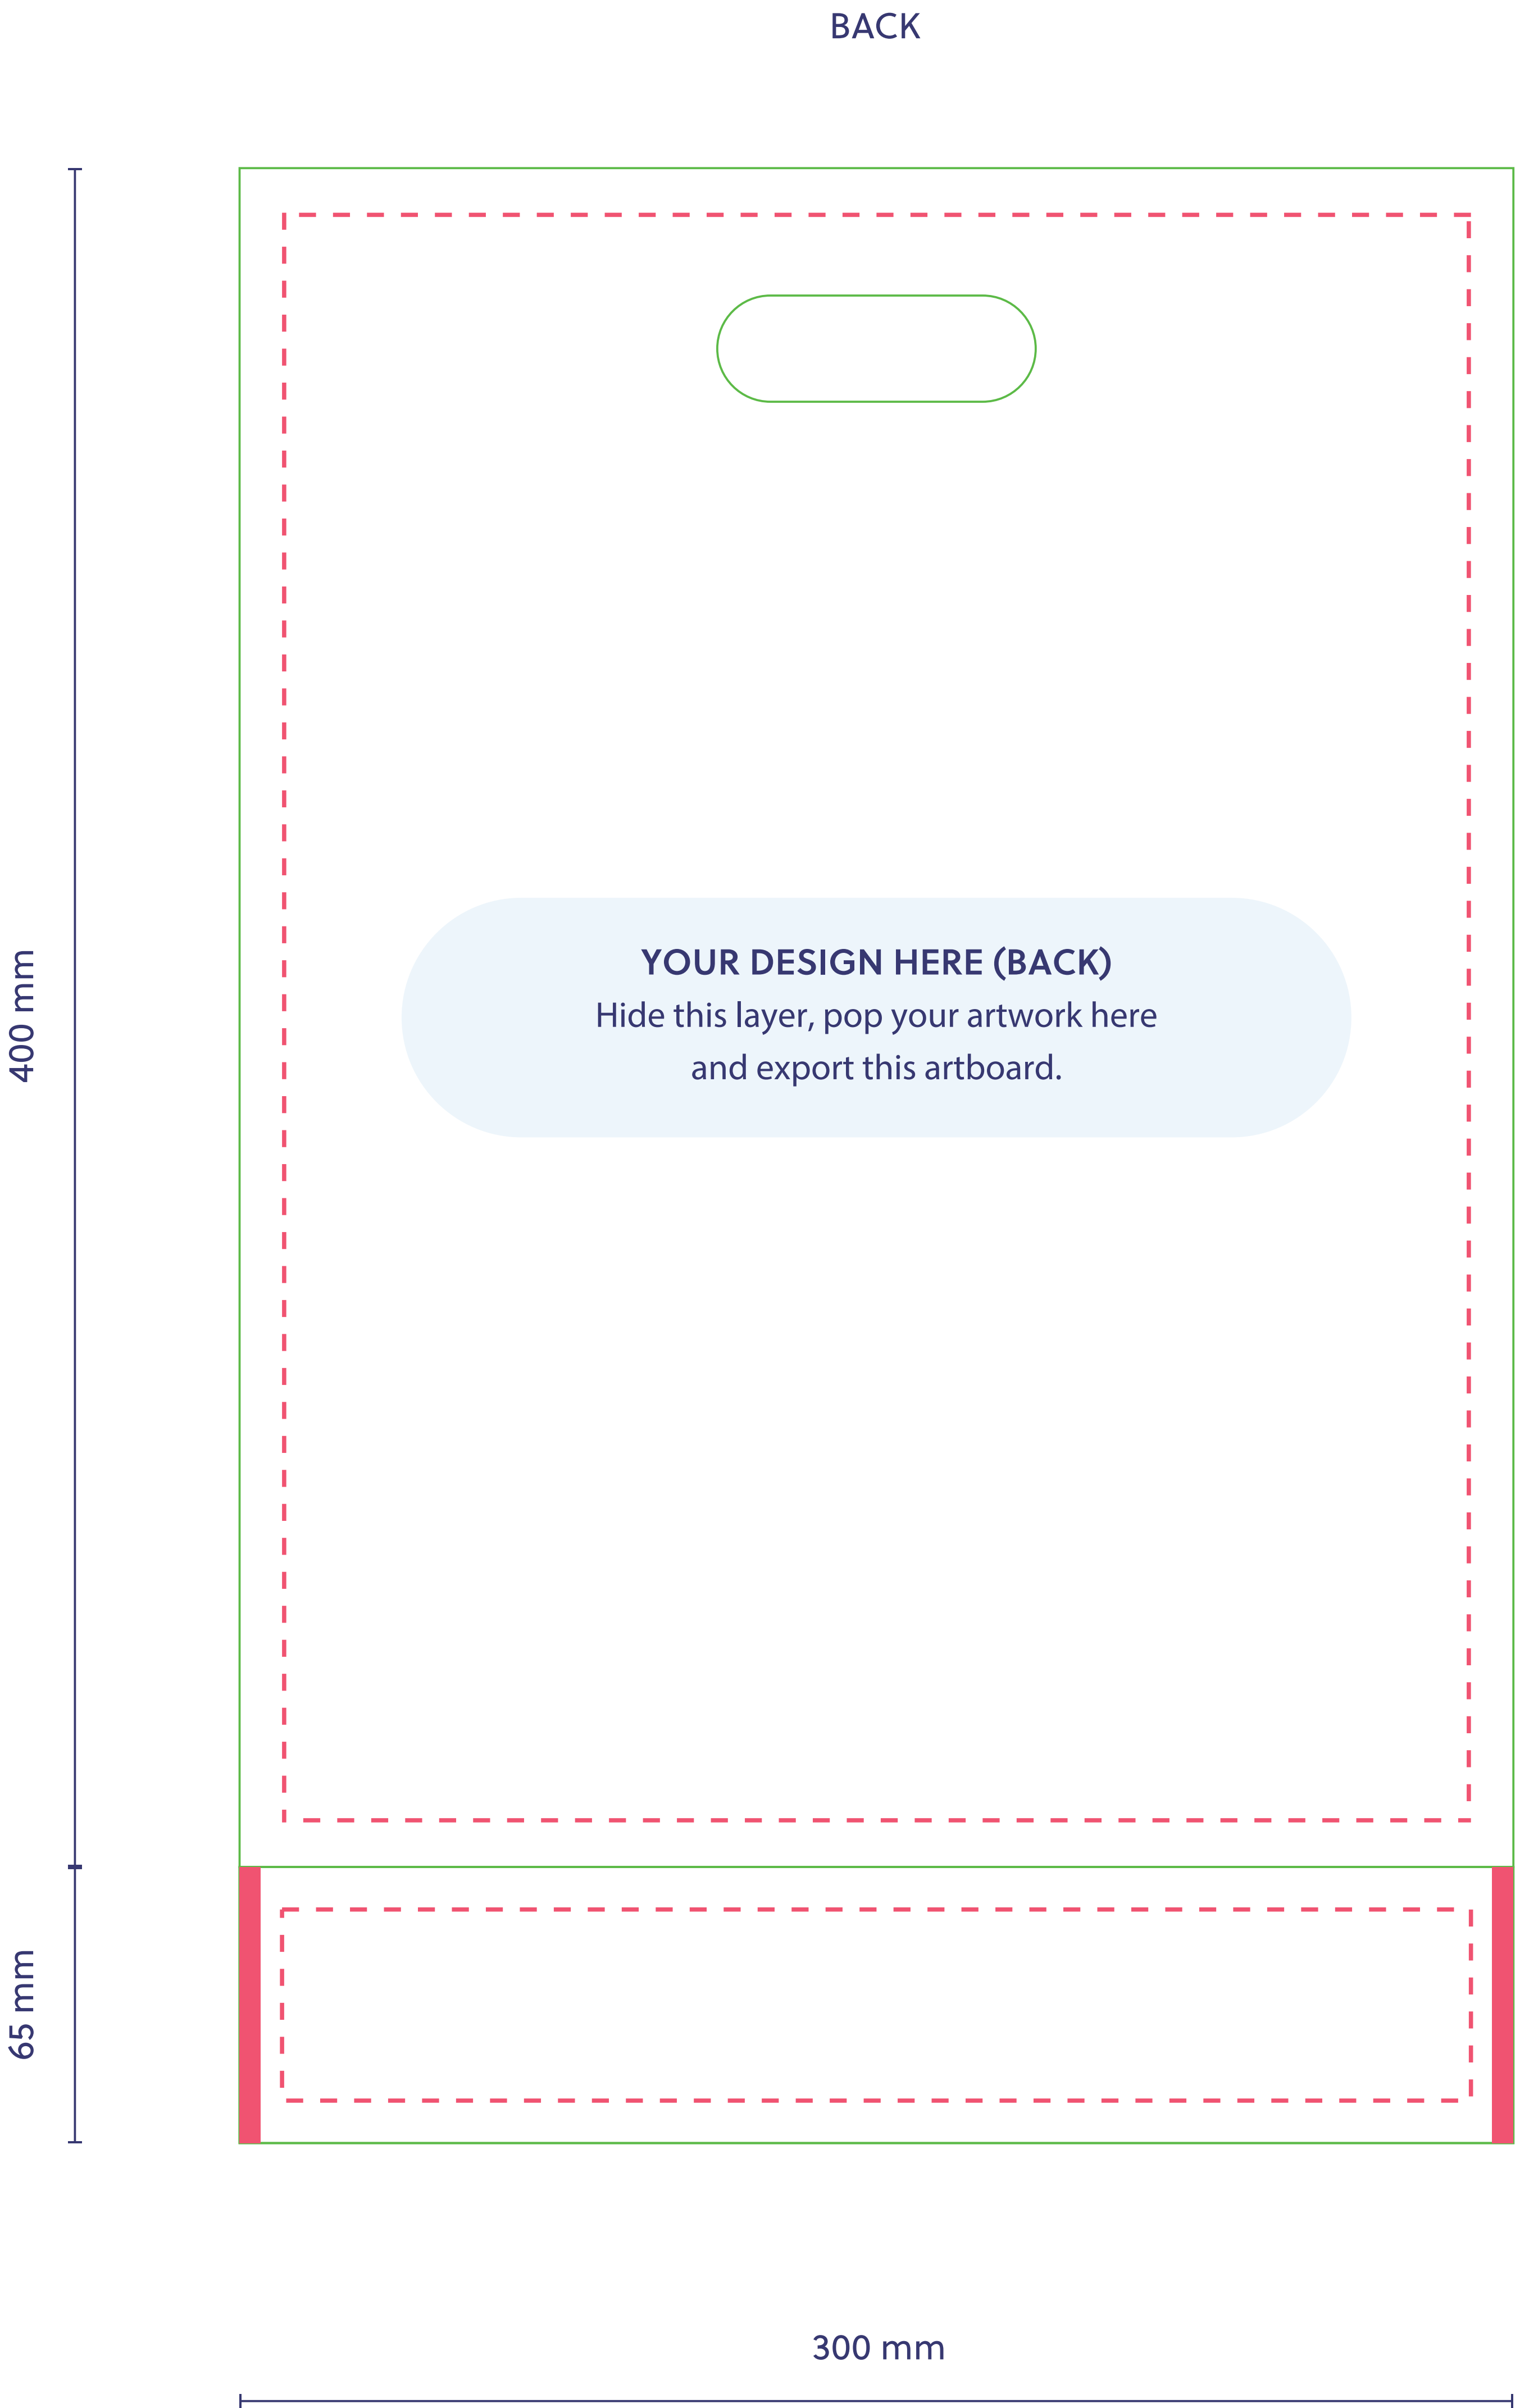 BACK
400 mm
YOUR DESIGN HERE (BACK)
Hide this layer, pop your artwork here
and export this artboard.
65 mm
300 mm